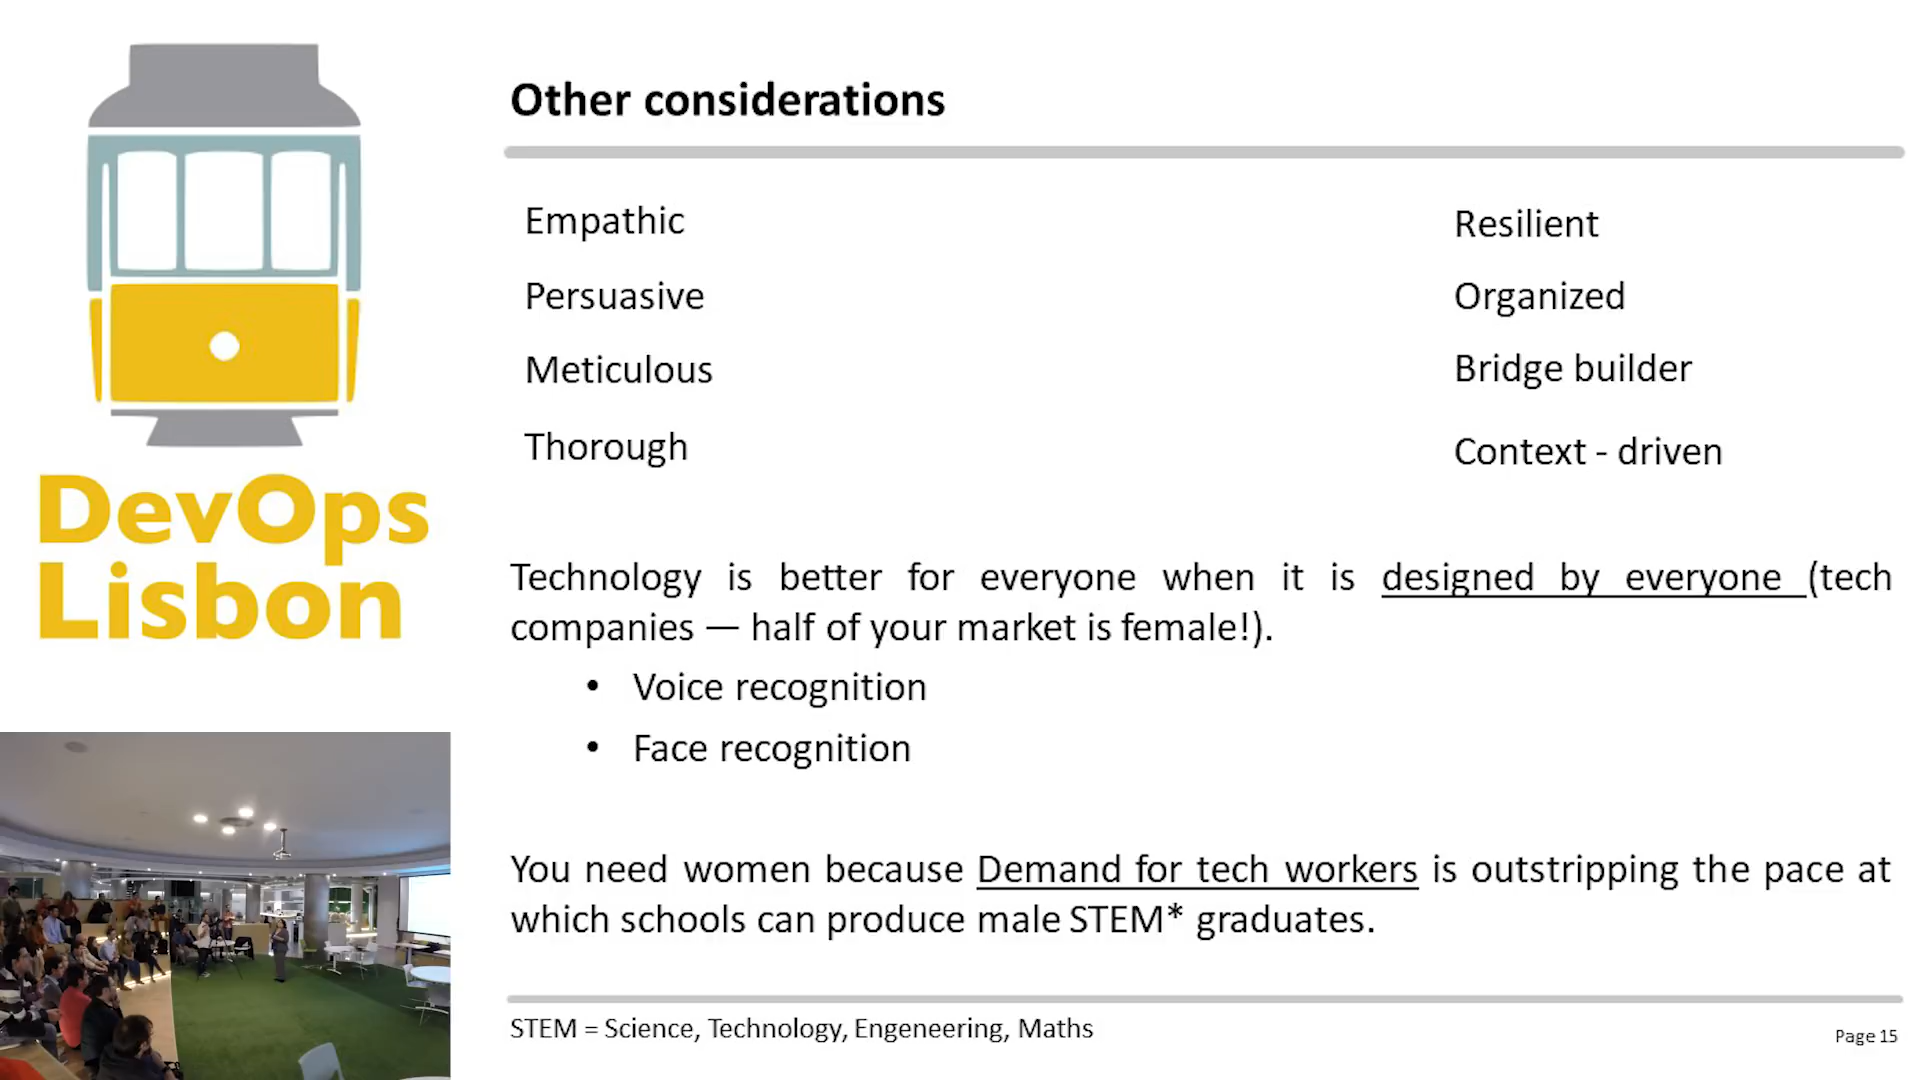 DevOps
Lisbon
Other considerations
Empathic
Resilient
Persuasive
Organized
Meticulous
Bridge builder
Thorough
Context - driven
Technology is better for everyone when it is designed by everyone (tech
companies — half of your market is female!).
• Voice recognition
• Face recognition
You need women because Demand for tech workers is outstripping the pace at
which schools can produce male STEM* graduates.
STEM = Science, Technology, Engeneering, Maths
Page 15